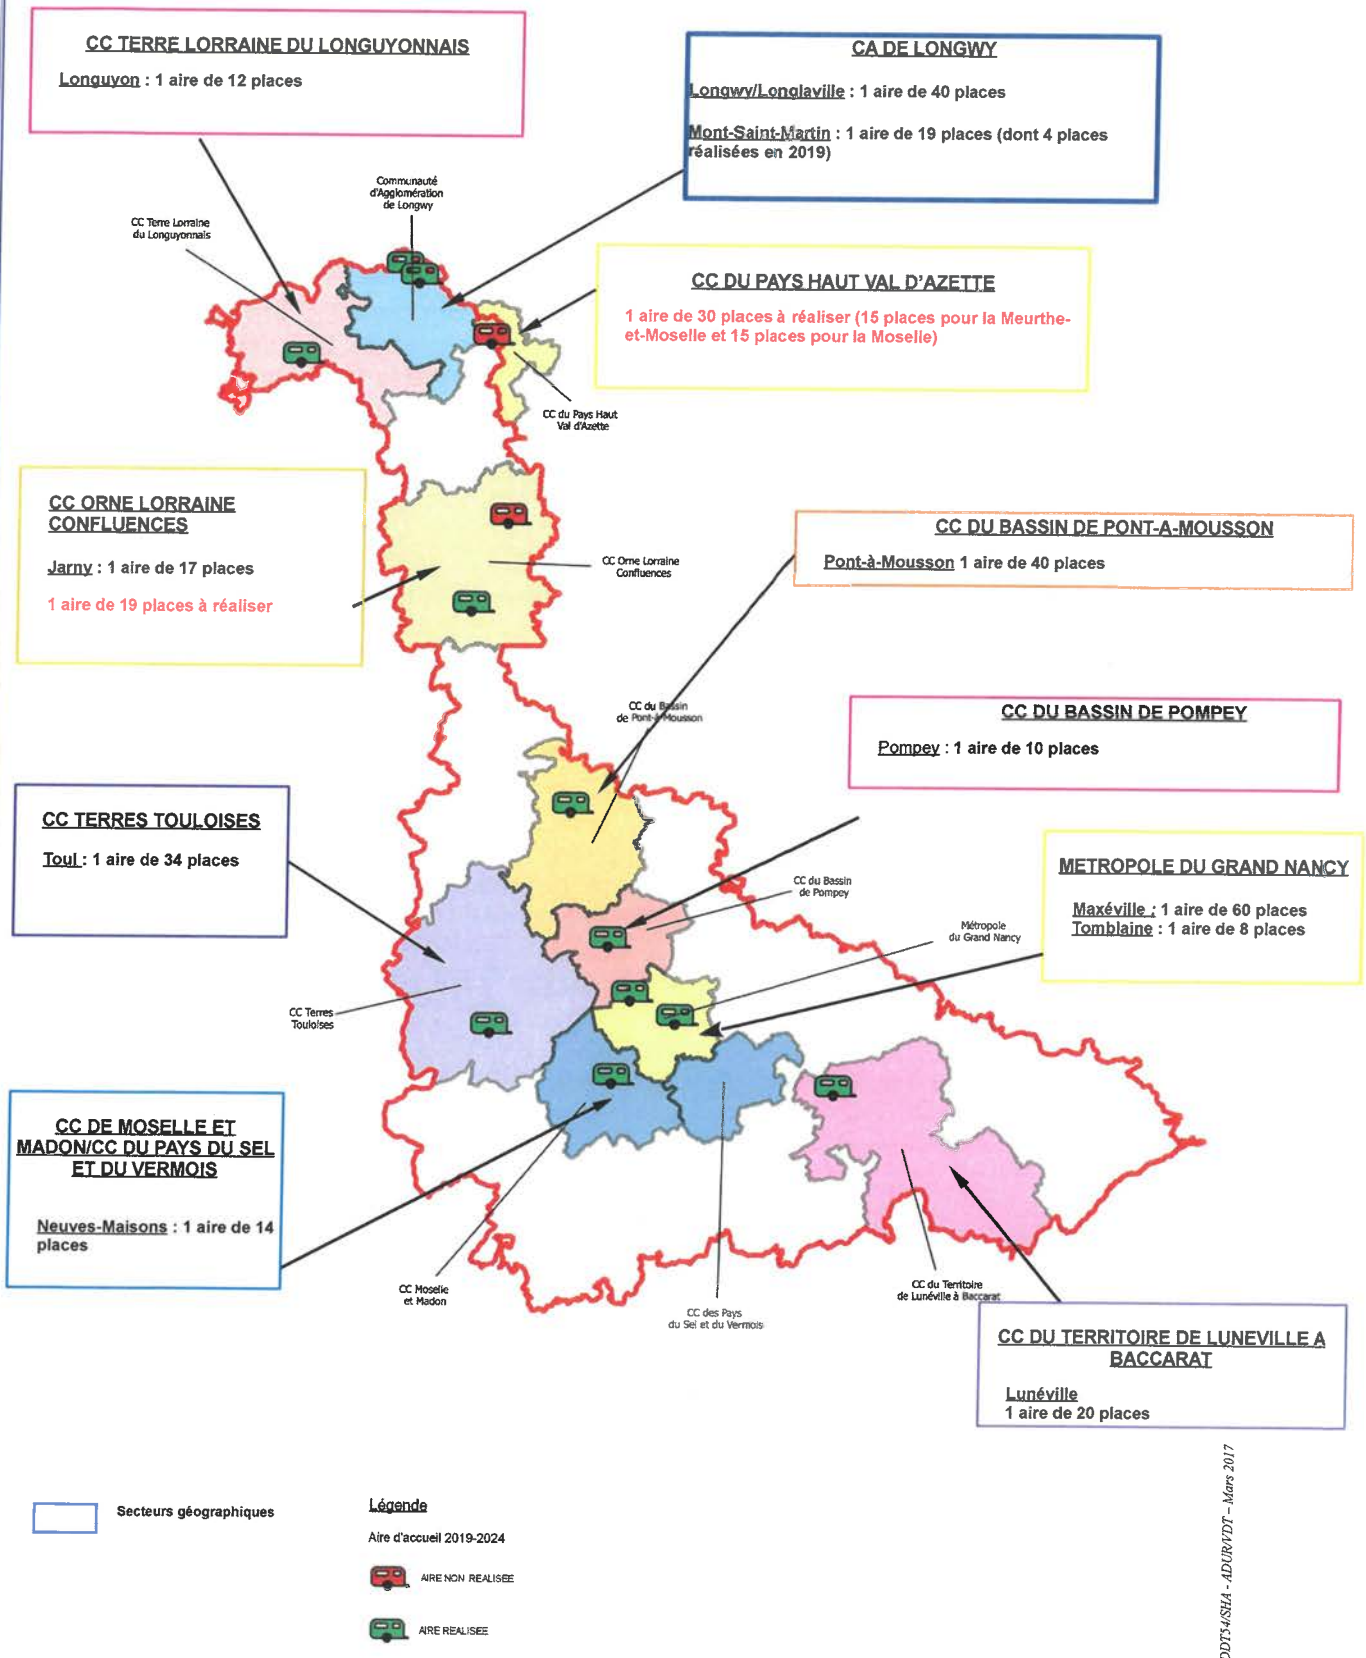 CC TERRE LORRAINE DU LONGUYONNAIS
Longuyon : 1 aire de 12 places
CA DE LONGWY
Longwy/Longlaville : 1 aire de 40 places
Mont-Saint-Martin : 1 aire de 19 places (dont 4 places
réalisées en 2019)
Communauté
d'Agglomération
de Longwy
CC Terre Lorraine
du Longuyonnais
CC DU PAYS HAUT VAL D'AZETTE
1 aire de 30 places à réaliser (15 places pour la Meurthe-
et-Moselle et 15 places pour la Moselle)
CC du Pays Haut
Val d'Azette
CC ORNE LORRAINE
CONFLUENCES
Jarny : 1 aire de 17 places
1 aire de 19 places à réaliser
CC Orne Lorraine
Confluences
CC DU BASSIN DE PONT-A-MOUSSON
Pont-à-Mousson 1 aire de 40 places
CC du Bassin
de Pont-à-Mousson
CC DU BASSIN DE POMPEY
Pompey : 1 aire de 10 places
CC TERRES TOULOISES
Toul : 1 aire de 34 places
METROPOLE DU GRAND NANCY
Maxéville : 1 aire de 60 places
Tomblaine : 1 aire de 8 places
CC du Bassin
de Pompey
Métropole
du Grand Nancy
CC Terres
Touloises
CC DE MOSELLE ET
MADON/CC DU PAYS DU SEL
ET DU VERMOIS
Neuves-Maisons : 1 aire de 14
places
CC Moselle
et Madon
CC des Pays
du Sel et du Vermois
CC du Territoire
de Lunéville à Baccarat
CC DU TERRITOIRE DE LUNEVILLE A
BACCARAT
Lunéville
1 aire de 20 places
Secteurs géographiques
Légende
Aire d'accueil 2019-2024
AIRE NON REALISEE
AIRE REALISEE
DDT54/SHA - ADUR/VDT – Mars 2017